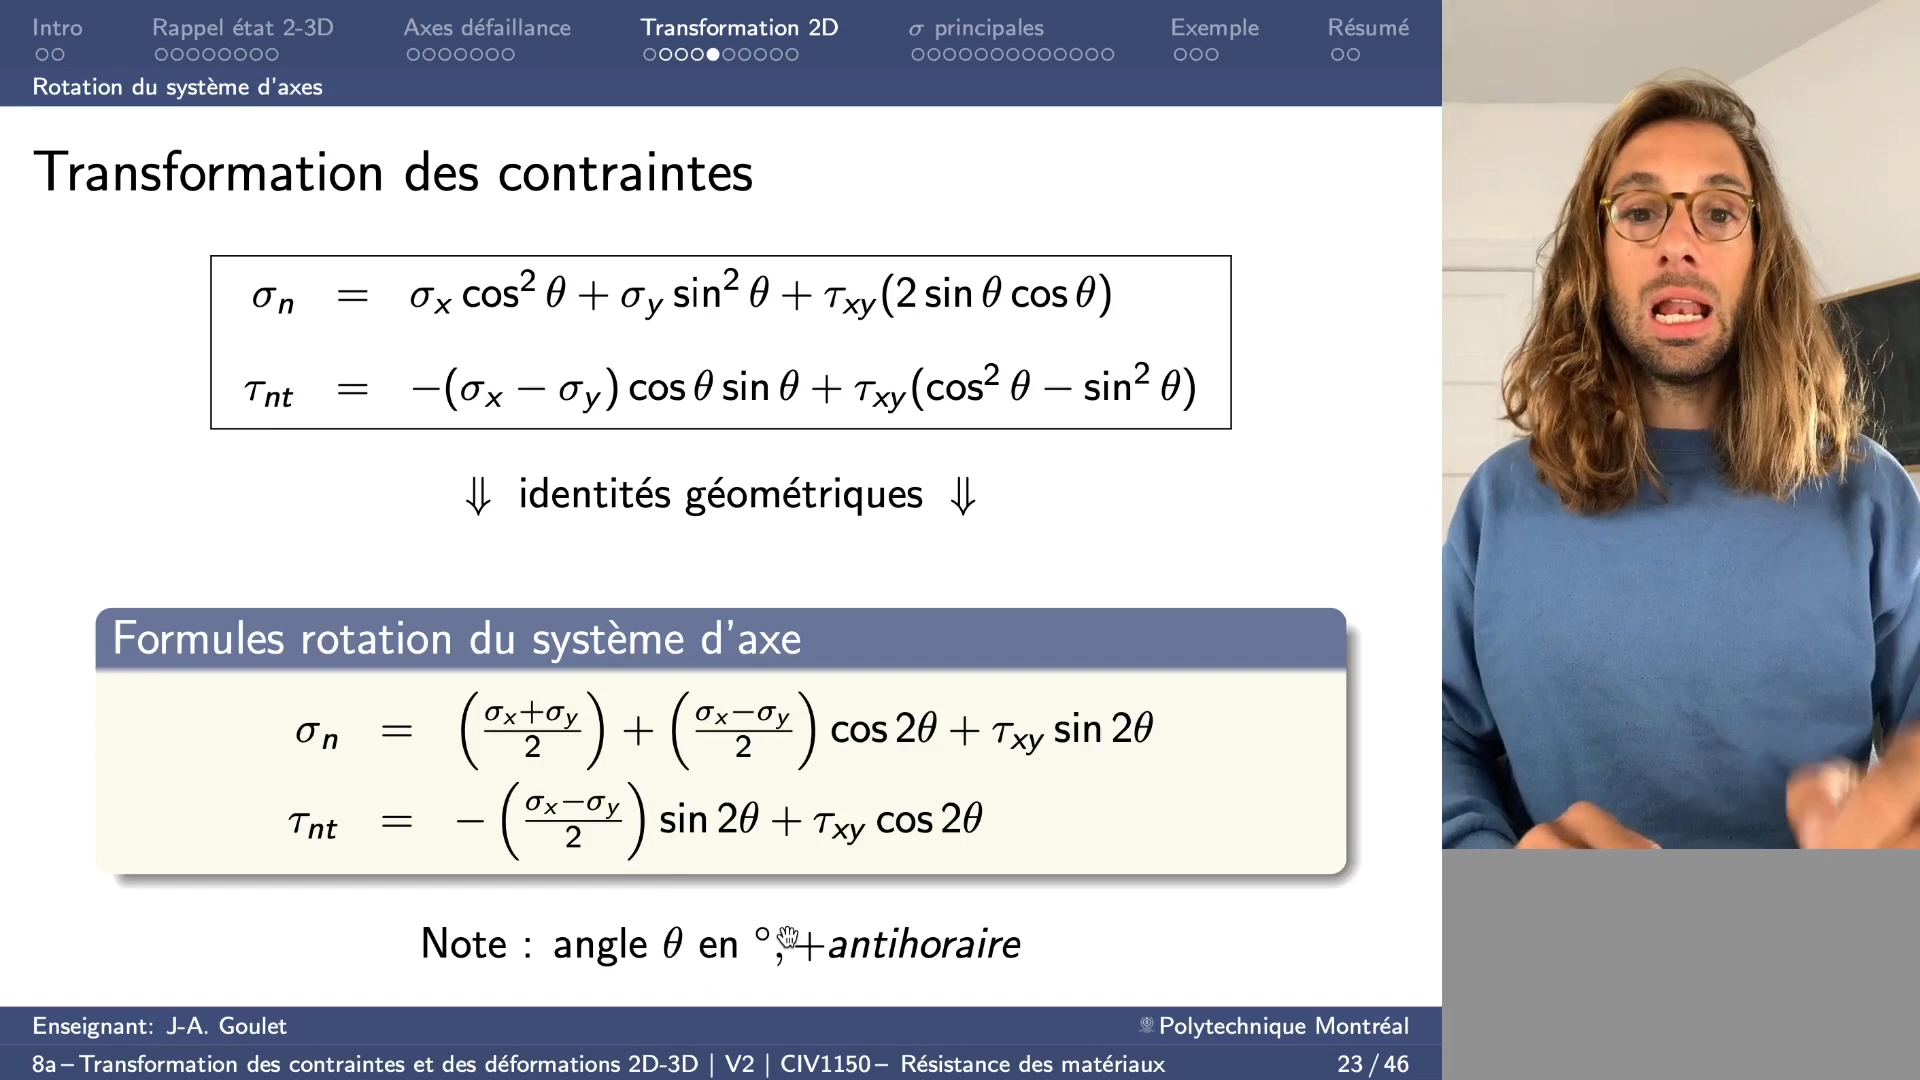 Intro Rappel état 2-3D Axes défaillance Transformation 2D σ principales Exemple Résumé
Rotation du système d'axes
Transformation des contraintes
σn = σx cos² θ + σy sin² θ + τxy(2 sin θ cos θ)
τnt = −(σx − σy) cos θ sin θ + τxy(cos² θ − sin² θ)
⇓ identités géométriques ⇓
Formules rotation du système d'axe
σn = ((σx+σy)/2) + ((σx−σy)/2) cos 2θ + τxy sin 2θ
τnt = −((σx−σy)/2) sin 2θ + τxy cos 2θ
Note : angle θ en °, +antihoraire
Enseignant: J-A. Goulet Polytechnique Montréal
8a – Transformation des contraintes et des déformations 2D-3D | V2 | CIV1150 – Résistance des matériaux 23 / 46